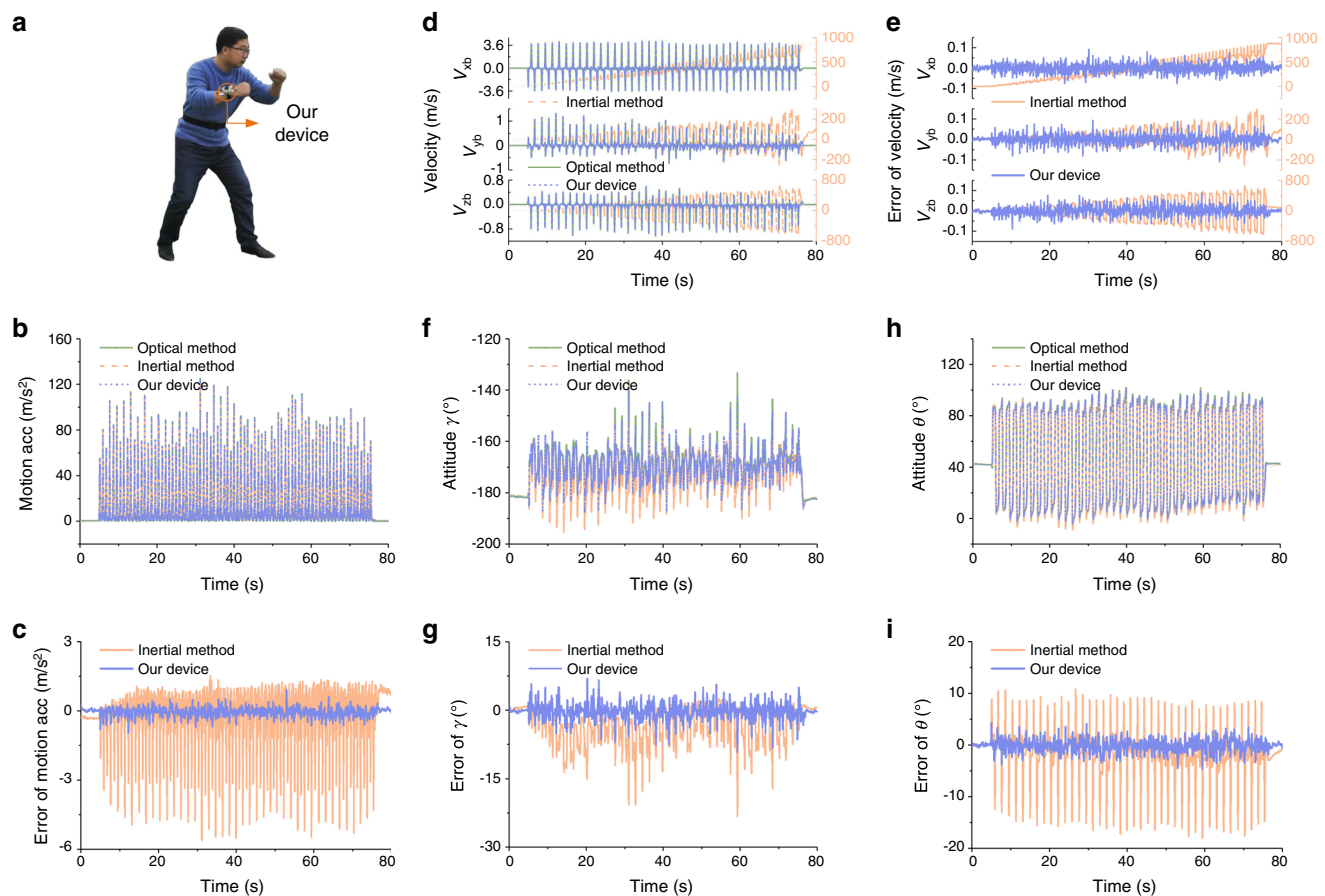 a
Our
device
b
Motion acc (m/s²)
160
120
80
40
0
Optical method
Inertial method
Our device
0 20 40 60 80
Time (s)
c
Error of motion acc (m/s²)
3
0
-3
-6
Inertial method
Our device
0 20 40 60 80
Time (s)
d
Velocity (m/s)
Vxb
3.6
0.0
-3.6
1000
500
0
Inertial method
Vyb
1
0
-1
200
0
-200
Optical method
Our device
Vzb
0.8
0.0
-0.8
800
0
-800
0 20 40 60 80
Time (s)
e
Error of velocity (m/s)
Vxb
0.1
0.0
-0.1
1000
500
0
Inertial method
Vyb
0.1
0.0
-0.1
200
0
-200
Our device
Vzb
0.1
0.0
-0.1
800
0
-800
0 20 40 60 80
Time (s)
f
Attitude γ (°)
-120
-140
-160
-180
-200
Optical method
Inertial method
Our device
0 20 40 60 80
Time (s)
g
Error of γ (°)
15
0
-15
-30
Inertial method
Our device
0 20 40 60 80
Time (s)
h
Attitude θ (°)
120
80
40
0
Optical method
Inertial method
Our device
0 20 40 60 80
Time (s)
i
Error of θ (°)
20
10
0
-10
-20
Inertial method
Our device
0 20 40 60 80
Time (s)